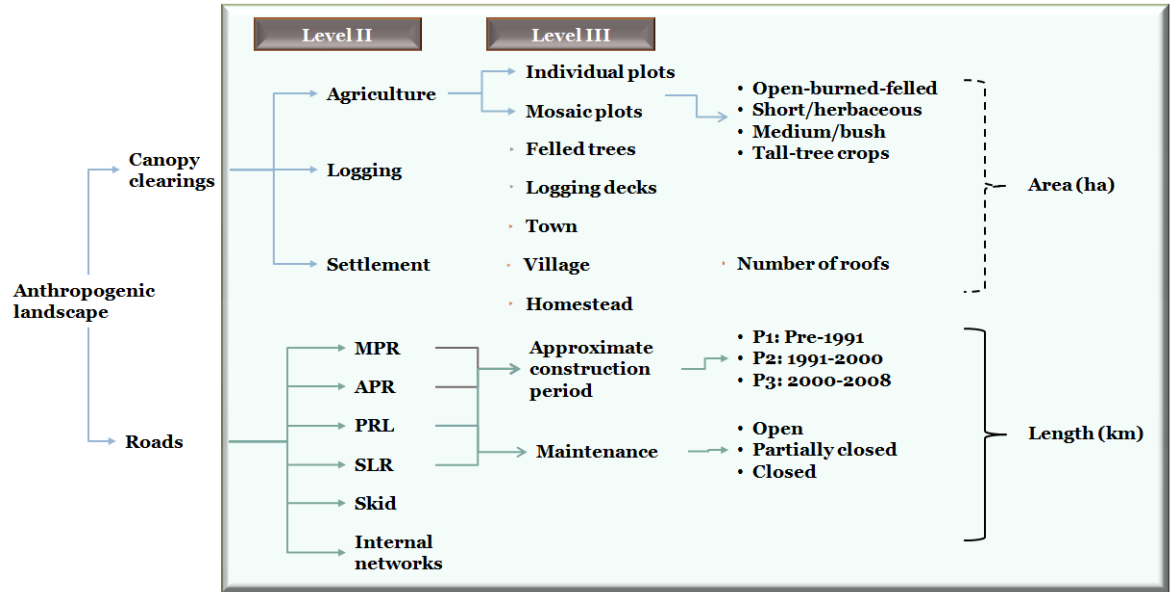 Level II
Level III
Anthropogenic
landscape
Canopy
clearings
Agriculture
Individual plots
Mosaic plots
• Open-burned-felled
• Short/herbaceous
• Medium/bush
• Tall-tree crops
Logging
Felled trees
Logging decks
Settlement
Town
Village
Homestead
Number of roofs
Area (ha)
Roads
MPR
APR
PRL
SLR
Skid
Internal
networks
Approximate
construction
period
• P1: Pre-1991
• P2: 1991-2000
• P3: 2000-2008
Maintenance
• Open
• Partially closed
• Closed
Length (km)